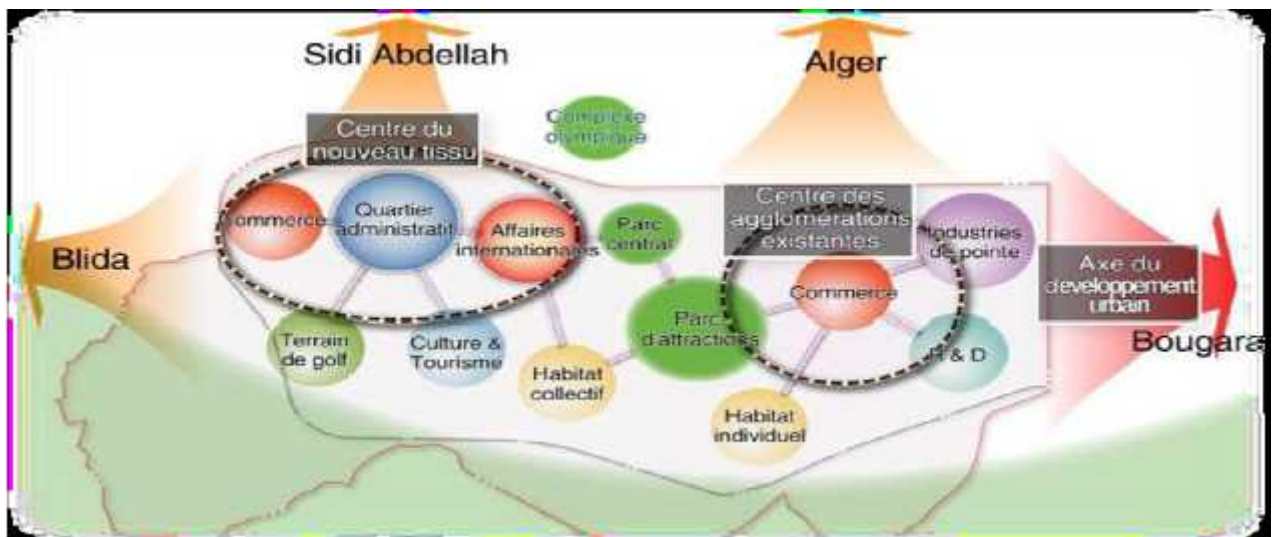 Sidi Abdellah
Alger
Complexe
olympique
Centre du
nouveau tissu
Centre des
agglomérations
existantes
Commerce
Quartier
administratif
Affaires
internationales
Parc
central
Industries
de pointe
Blida
Axe du
developpement
urbain
Commerce
Parc
d'attractions
Bougara
Terrain
de golf
Culture &
Tourisme
Habitat
collectif
R & D
Habitat
individuel